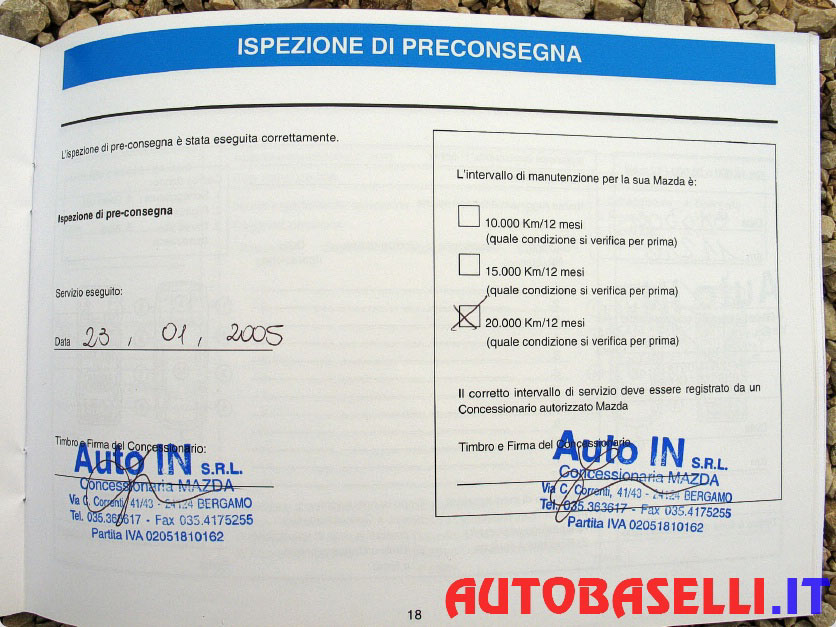 ISPEZIONE DI PRECONSEGNA
L'ispezione di pre-consegna è stata eseguita correttamente.
Ispezione di pre-consegna
Servizio eseguito:
Data 23 , 01 , 2005
Timbro e Firma del Concessionario:
Auto IN S.R.L.
Concessionaria MAZDA
Via C. Correnti, 41/43 - 24124 BERGAMO
Tel. 035.363617 - Fax 035.4175255
Partita IVA 02051810162
L'intervallo di manutenzione per la sua Mazda è:
10.000 Km/12 mesi
(quale condizione si verifica per prima)
15.000 Km/12 mesi
(quale condizione si verifica per prima)
20.000 Km/12 mesi
(quale condizione si verifica per prima)
Il corretto intervallo di servizio deve essere registrato da un
Concessionario autorizzato Mazda
Timbro e Firma del Concessionario
Auto IN S.R.L.
Concessionaria MAZDA
Via C. Correnti, 41/43 - 24124 BERGAMO
Tel. 035.363617 - Fax 035.4175255
Partita IVA 02051810162
18
AUTOBASELLI.IT